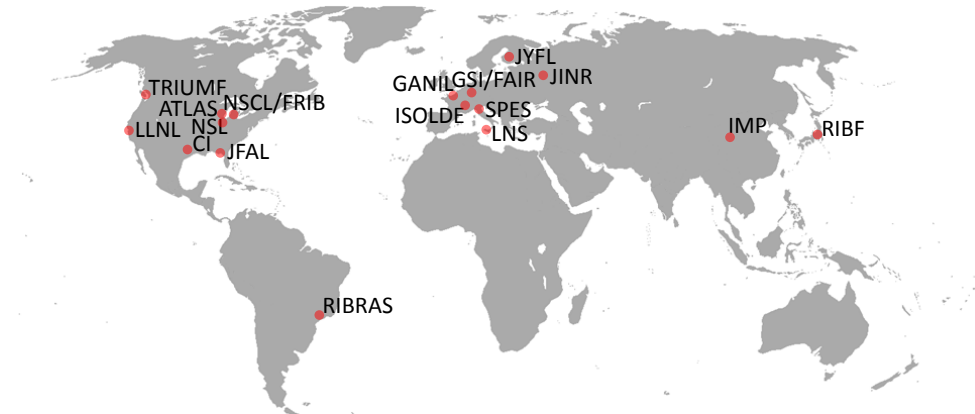 JYFL
GANIL
GSI/FAIR
JINR
TRIUMF
ATLAS
NSCL/FRIB
ISOLDE
SPES
LLNL
NSL
LNS
IMP
RIBF
CI
JFAL
RIBRAS